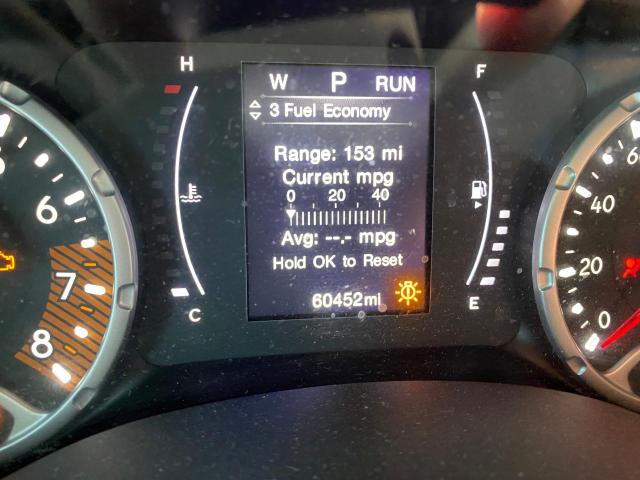 H
F
W P RUN
3 Fuel Economy
Range: 153 mi
Current mpg
0 20 40
Avg: --.- mpg
Hold OK to Reset
60452mi
C
E
6
7
8
60
40
20
0